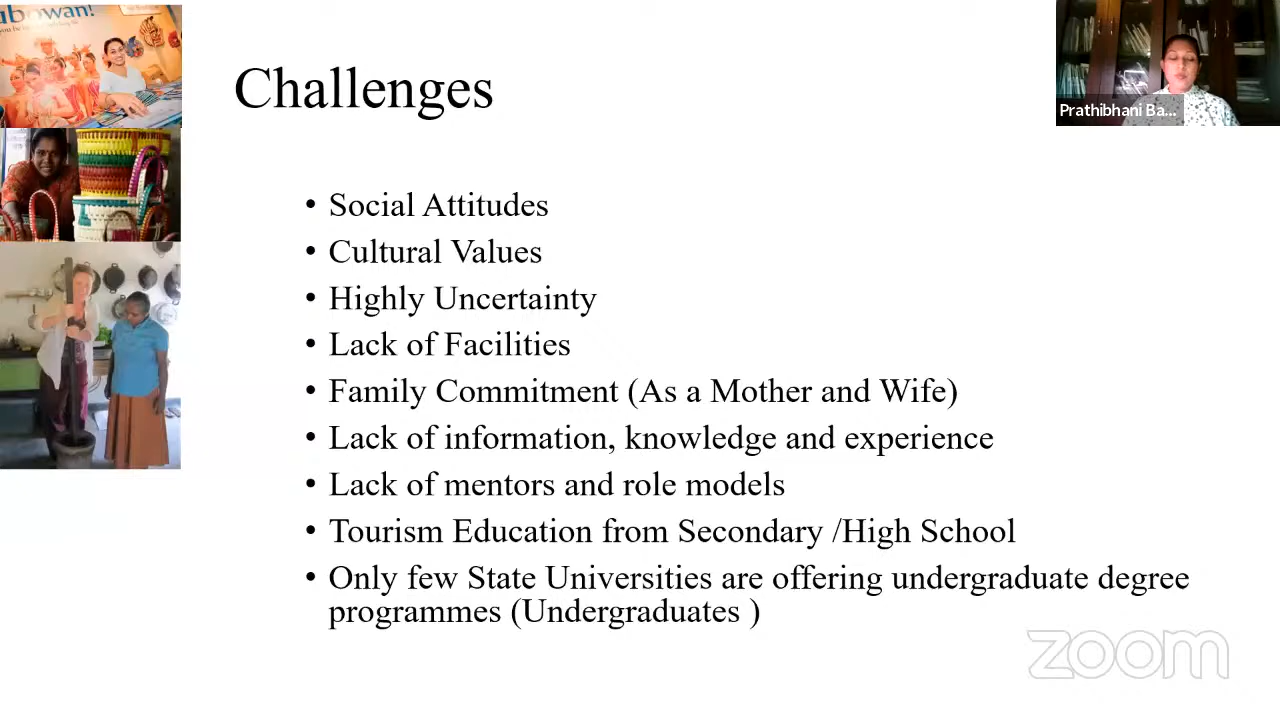 ubowan!
Challenges
Prathibhani Ba...
• Social Attitudes
• Cultural Values
• Highly Uncertainty
• Lack of Facilities
• Family Commitment (As a Mother and Wife)
• Lack of information, knowledge and experience
• Lack of mentors and role models
• Tourism Education from Secondary /High School
• Only few State Universities are offering undergraduate degree
programmes (Undergraduates )
zoom